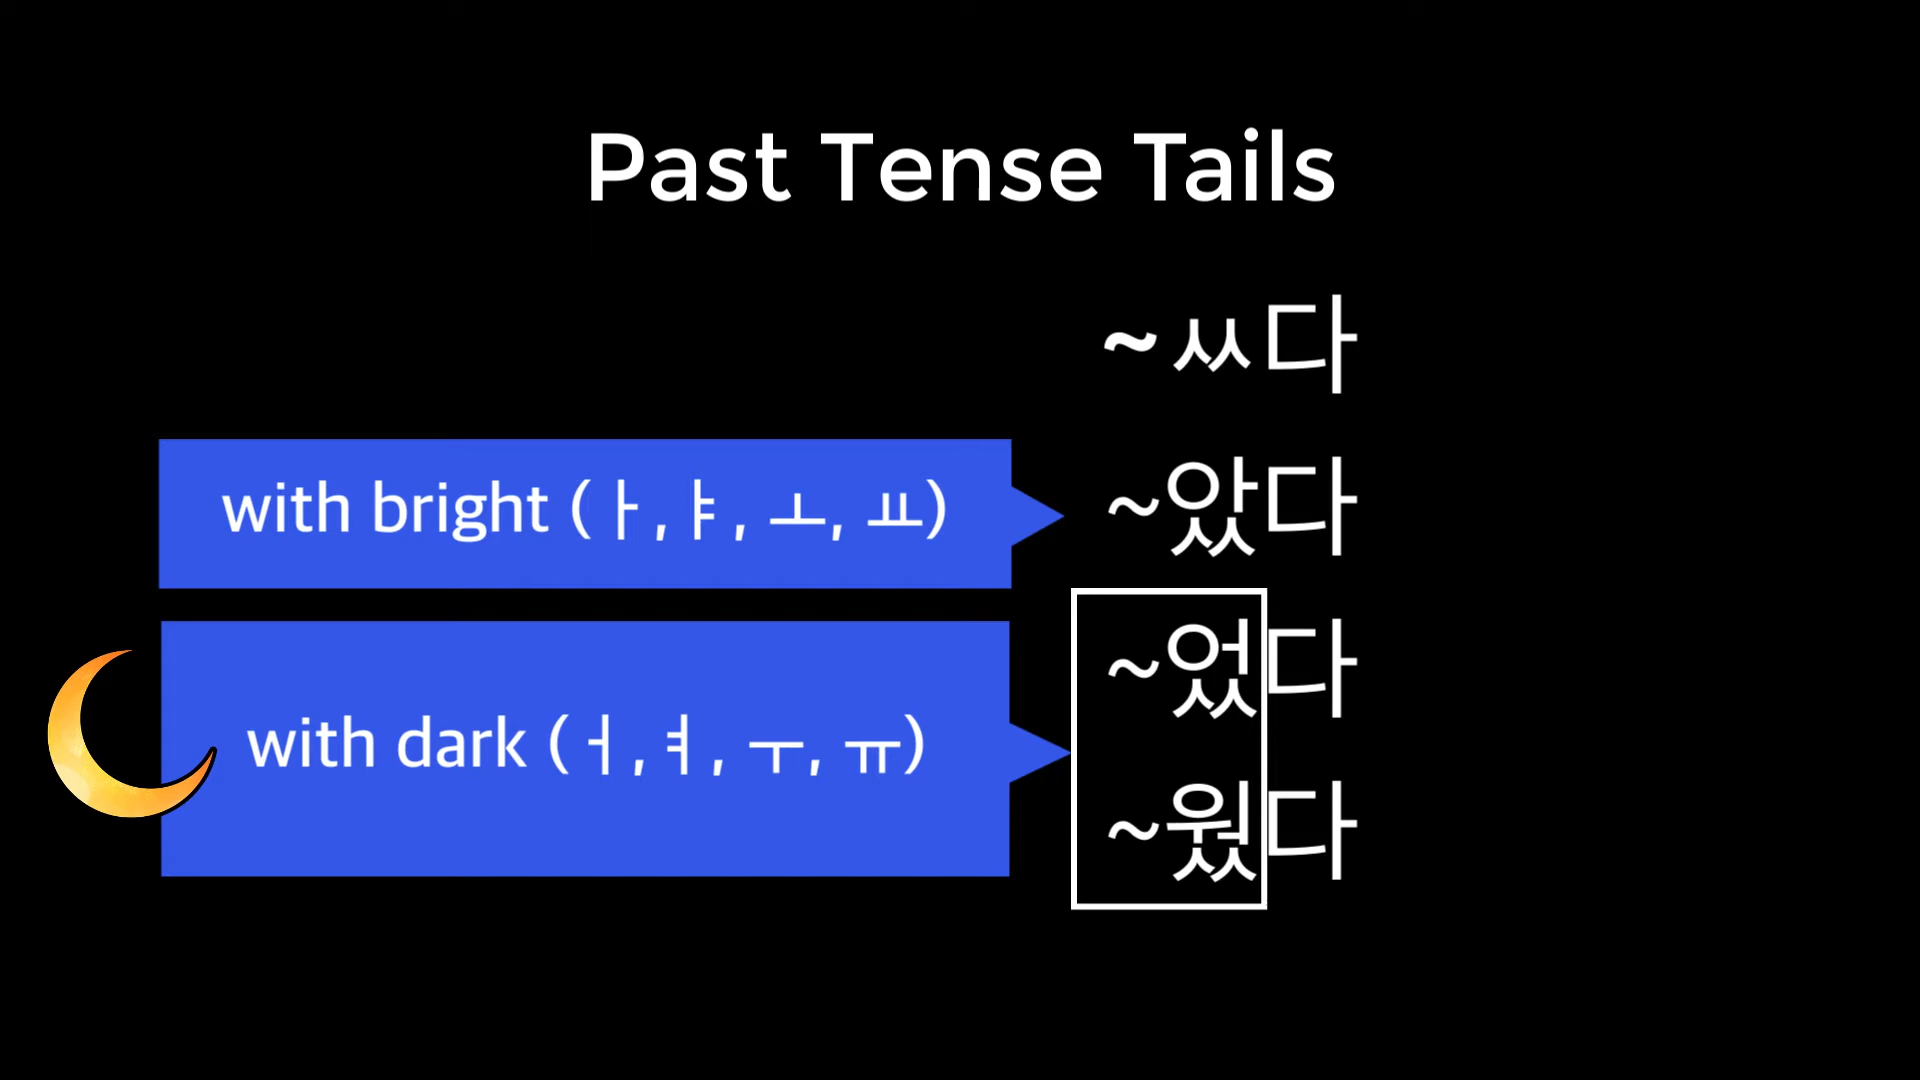 Past Tense Tails
~ㅆ다
with bright (ㅏ, ㅑ, ㅗ, ㅛ)
~았다
~었다
with dark (ㅓ, ㅕ, ㅜ, ㅠ)
~웠다